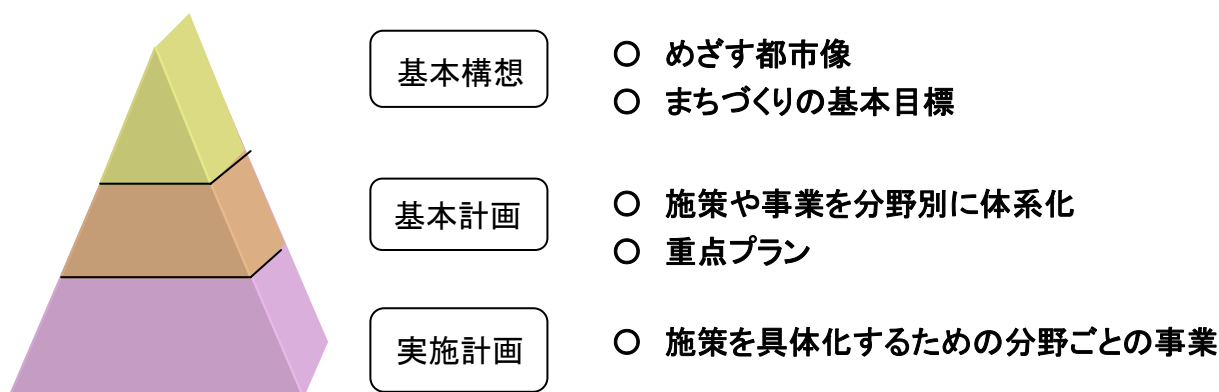 基本構想
○ めざす都市像
○ まちづくりの基本目標
基本計画
○ 施策や事業を分野別に体系化
○ 重点プラン
実施計画
○ 施策を具体化するための分野ごとの事業